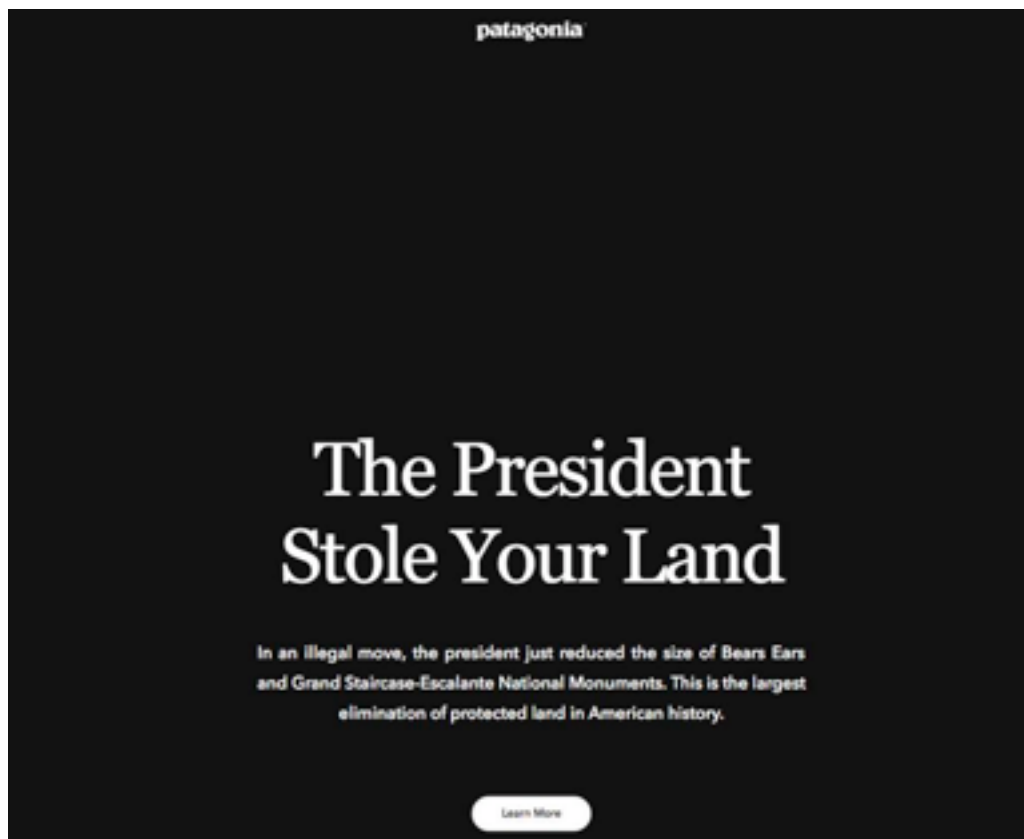 patagonia
The President
Stole Your Land
In an illegal move, the president just reduced the size of Bears Ears
and Grand Staircase-Escalante National Monuments. This is the largest
elimination of protected land in American history.
Learn More